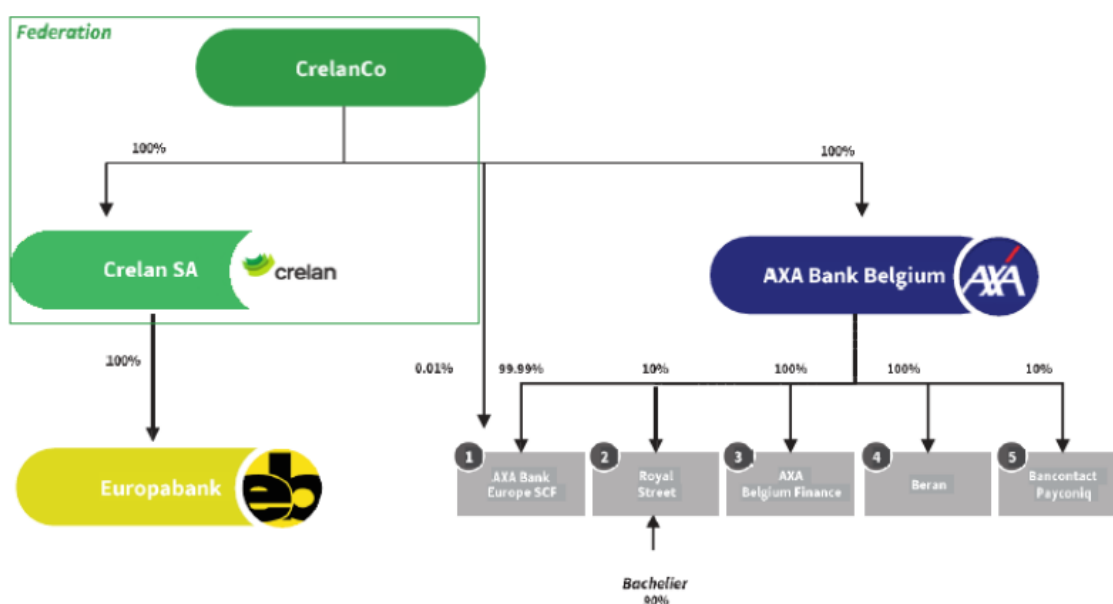 Federation
CrelanCo
100%
100%
Crelan SA
crelan
AXA Bank Belgium
AXA
100%
0.01%
99.99%
10%
100%
100%
10%
Europabank
eb
1
AXA Bank
Europe SCF
2
Royal
Street
3
AXA
Belgium Finance
4
Beran
5
Bancontact
Payconiq
Bachelier
90%